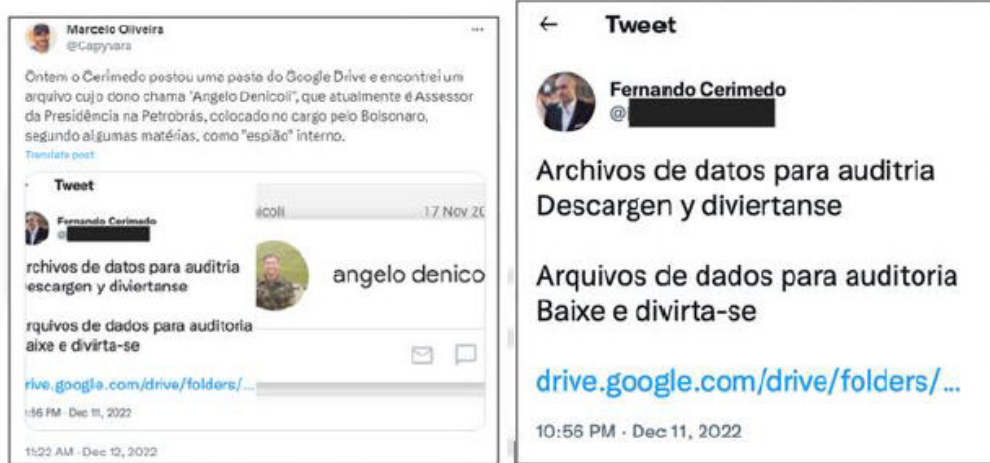 Marcelo Oliveira
@Capyvara
Ontem o Cerimedo postou uma pasta do Google Drive e encontrei um
arquivo cujo dono chama "Angelo Denicoli", que atualmente é Assessor
da Presidência na Petrobrás, colocado no cargo pelo Bolsonaro,
segundo algumas matérias, como "espião" interno.
Translate post
Tweet
Fernando Cerimedo
@
rchivos de datos para auditria
escargen y diviertanse
rquivos de dados para auditoria
aixe e divirta-se
rive.google.com/drive/folders/...
:56 PM · Dec 11, 2022
icoli 17 Nov 20
angelo denico
11:22 AM · Dec 12, 2022
← Tweet
Fernando Cerimedo
@
Archivos de datos para auditria
Descargen y diviertanse
Arquivos de dados para auditoria
Baixe e divirta-se
drive.google.com/drive/folders/...
10:56 PM · Dec 11, 2022